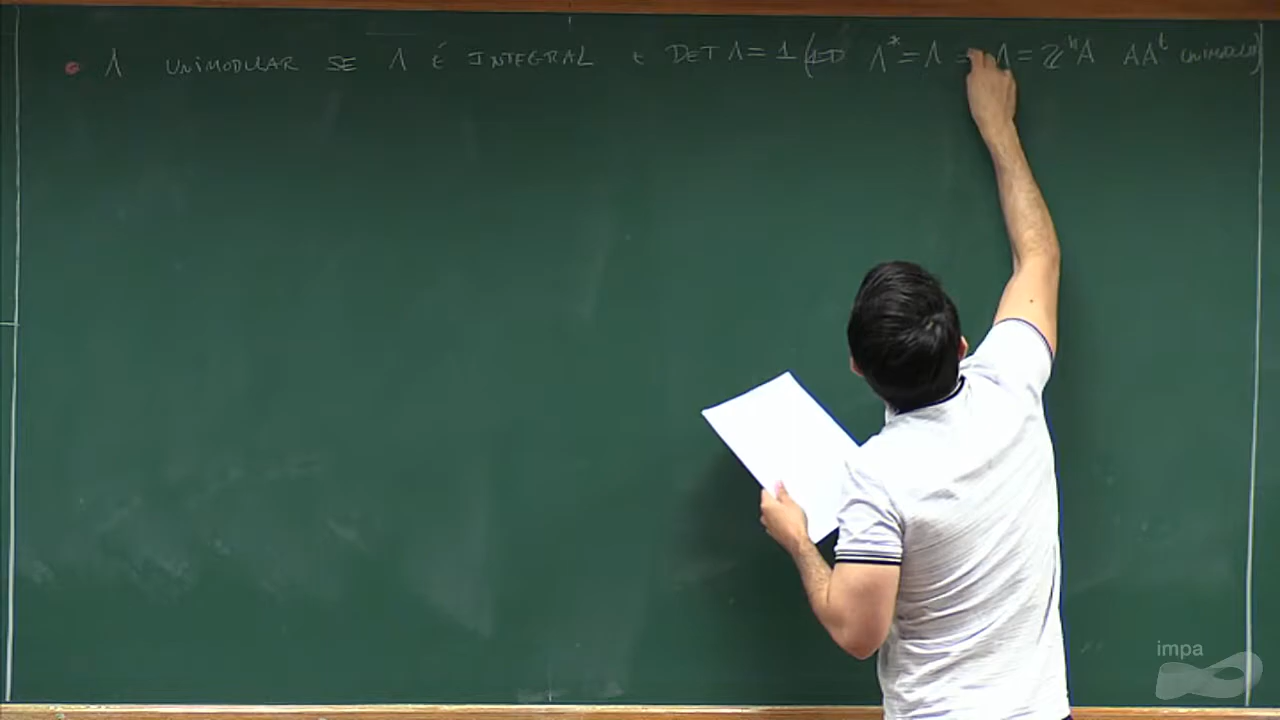 • Λ UNIMODULAR SE Λ É INTEGRAL E DET Λ = 1 ( Λ* = Λ Λ = ℤⁿA AAᵗ UNIMODULAR)
impa